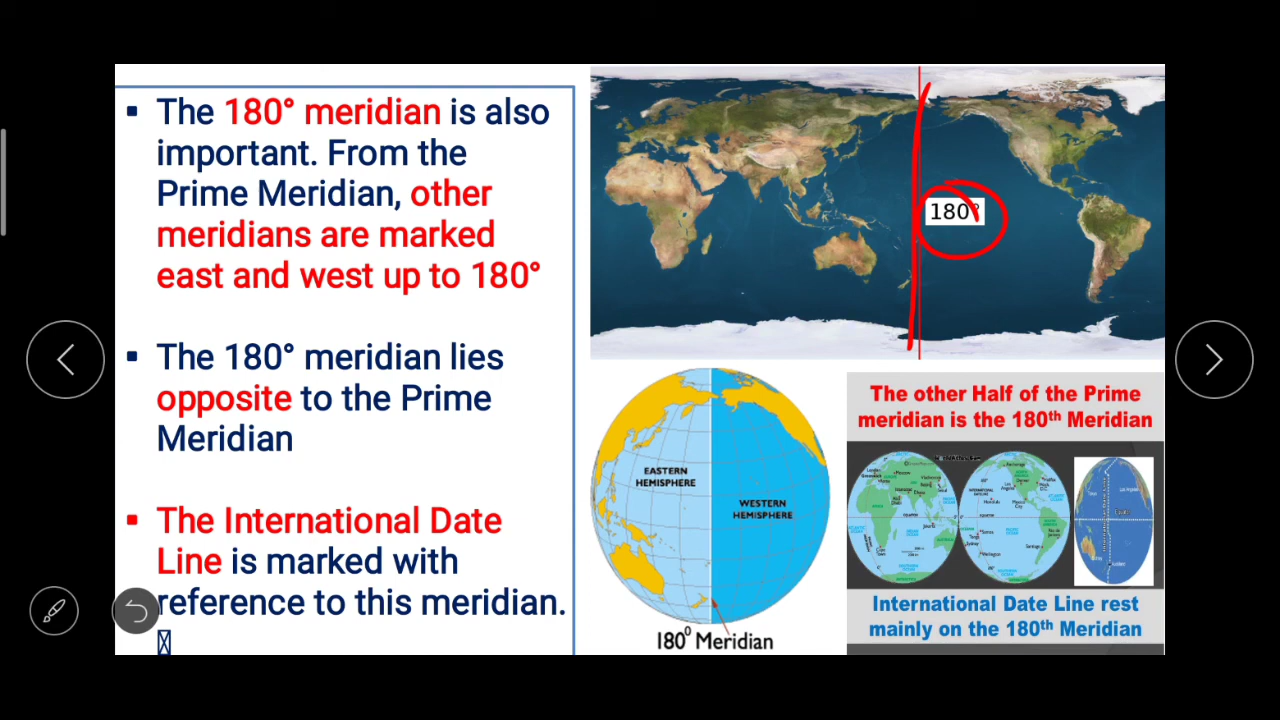 ▪ The 180° meridian is also
important. From the
Prime Meridian, other
meridians are marked
east and west up to 180°
▪ The 180° meridian lies
opposite to the Prime
Meridian
▪ The International Date
Line is marked with
reference to this meridian.
180°
EASTERN
HEMISPHERE
WESTERN
HEMISPHERE
180⁰ Meridian
The other Half of the Prime
meridian is the 180th Meridian
International Date Line rest
mainly on the 180th Meridian